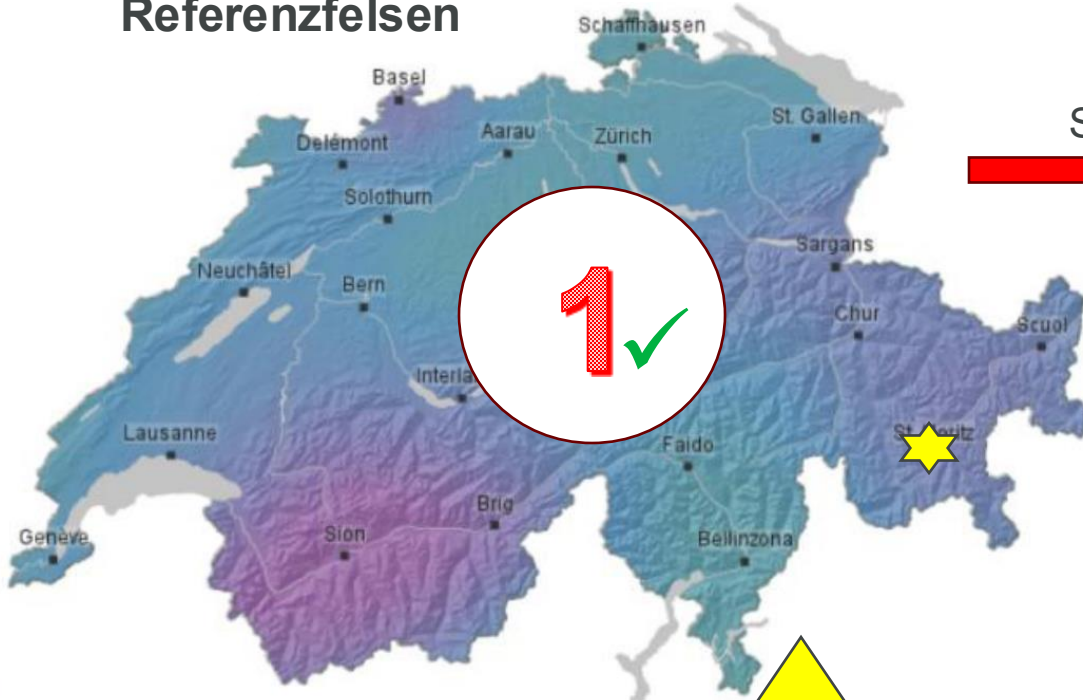 Referenzfelsen
Schaffhausen
Basel
S
Delémont
Aarau
Zürich
St. Gallen
Solothurn
Neuchâtel
Bern
Sargans
1
Chur
Scuol
Lausanne
Faido
Brig
Sion
Bellinzona
Genève